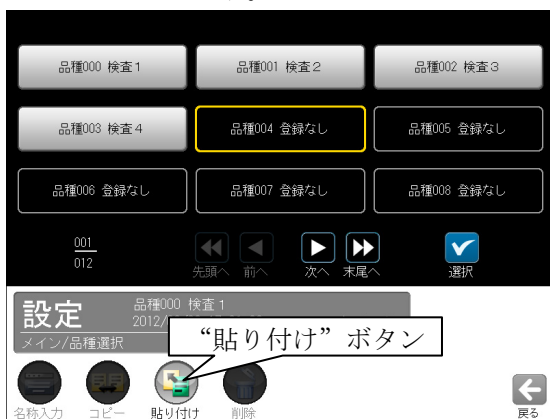 品種000 検査1
品種001 検査2
品種002 検査3
品種003 検査4
品種004 登録なし
品種005 登録なし
品種006 登録なし
品種007 登録なし
品種008 登録なし
001
012
先頭へ
前へ
次へ
末尾へ
選択
設定
品種000 検査1
2012/
メイン/品種選択
“貼り付け”ボタン
名称入力
コピー
貼り付け
削除
戻る